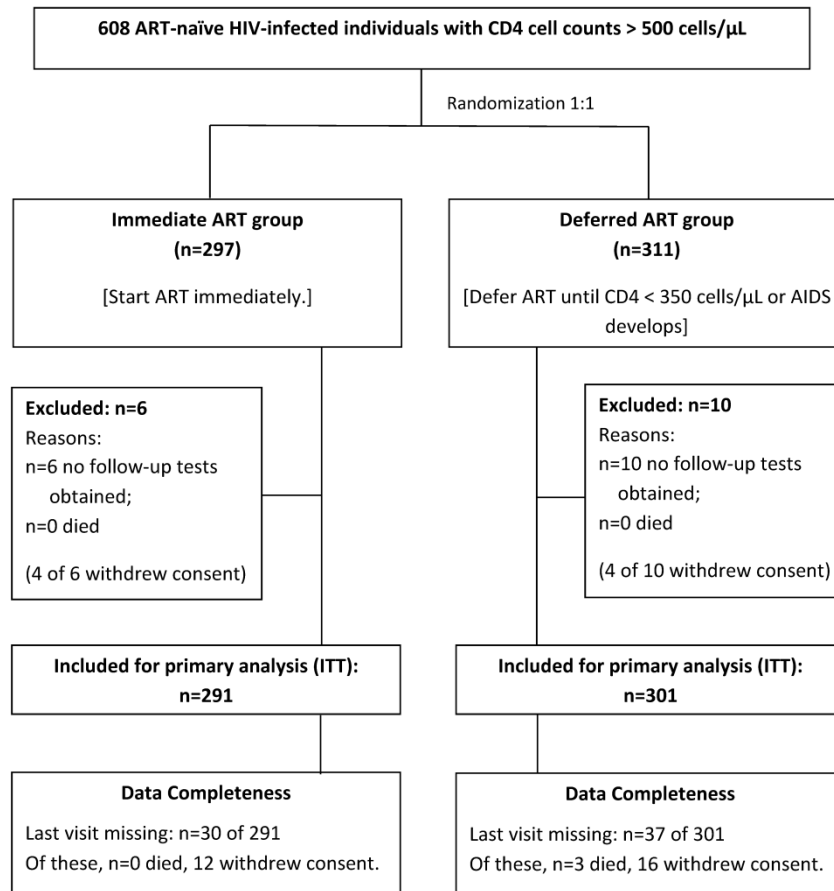 608 ART-naïve HIV-infected individuals with CD4 cell counts > 500 cells/µL
Randomization 1:1
Immediate ART group
(n=297)
[Start ART immediately.]
Deferred ART group
(n=311)
[Defer ART until CD4 < 350 cells/µL or AIDS
develops]
Excluded: n=6
Reasons:
n=6 no follow-up tests
obtained;
n=0 died
(4 of 6 withdrew consent)
Excluded: n=10
Reasons:
n=10 no follow-up tests
obtained;
n=0 died
(4 of 10 withdrew consent)
Included for primary analysis (ITT):
n=291
Included for primary analysis (ITT):
n=301
Data Completeness
Last visit missing: n=30 of 291
Of these, n=0 died, 12 withdrew consent.
Data Completeness
Last visit missing: n=37 of 301
Of these, n=3 died, 16 withdrew consent.